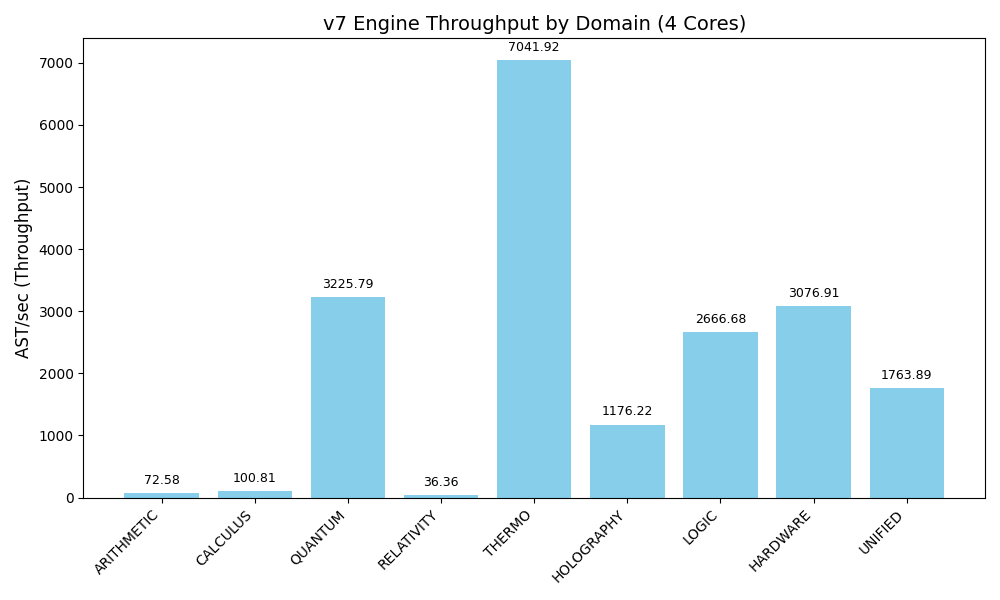 v7 Engine Throughput by Domain (4 Cores)
AST/sec (Throughput)
7000
6000
5000
4000
3000
2000
1000
0
72.58
100.81
3225.79
36.36
7041.92
1176.22
2666.68
3076.91
1763.89
ARITHMETIC
CALCULUS
QUANTUM
RELATIVITY
THERMO
HOLOGRAPHY
LOGIC
HARDWARE
UNIFIED